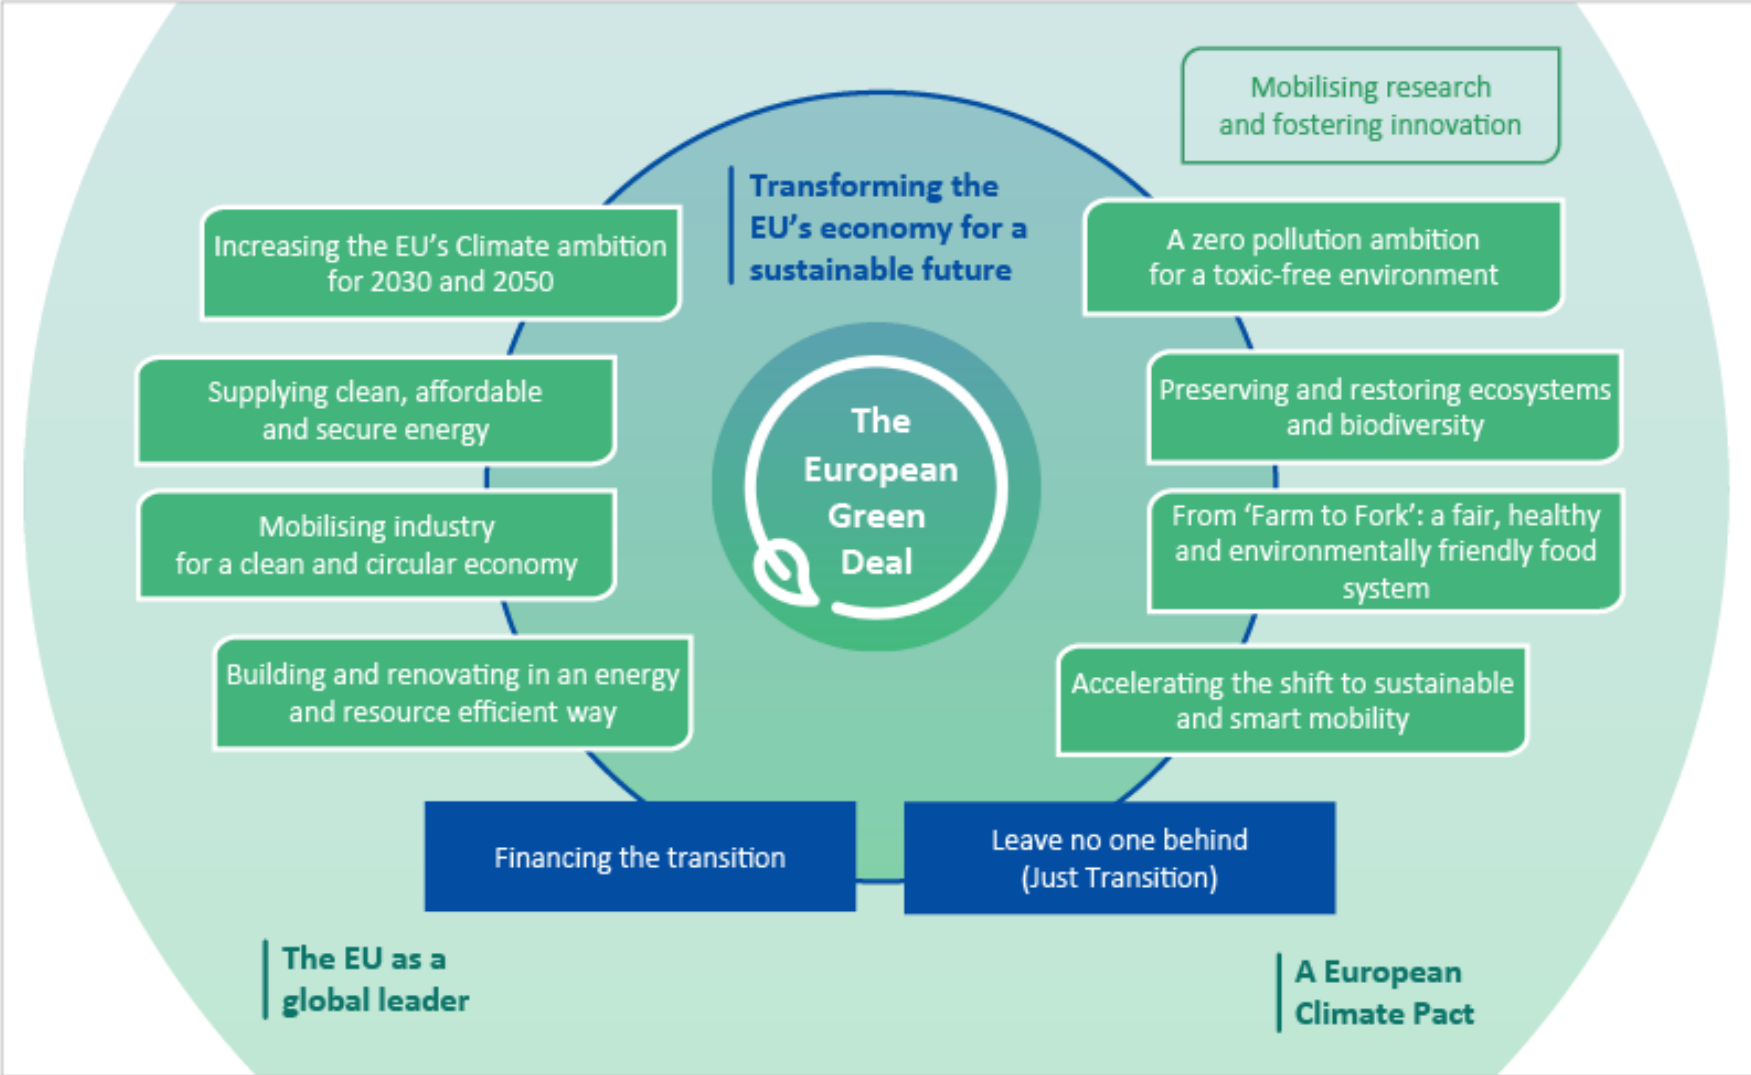 Mobilising research
and fostering innovation
Transforming the
EU’s economy for a
sustainable future
Increasing the EU’s Climate ambition
for 2030 and 2050
Supplying clean, affordable
and secure energy
Mobilising industry
for a clean and circular economy
Building and renovating in an energy
and resource efficient way
The
European
Green
Deal
A zero pollution ambition
for a toxic-free environment
Preserving and restoring ecosystems
and biodiversity
From ‘Farm to Fork’: a fair, healthy
and environmentally friendly food
system
Accelerating the shift to sustainable
and smart mobility
Financing the transition
Leave no one behind
(Just Transition)
The EU as a
global leader
A European
Climate Pact